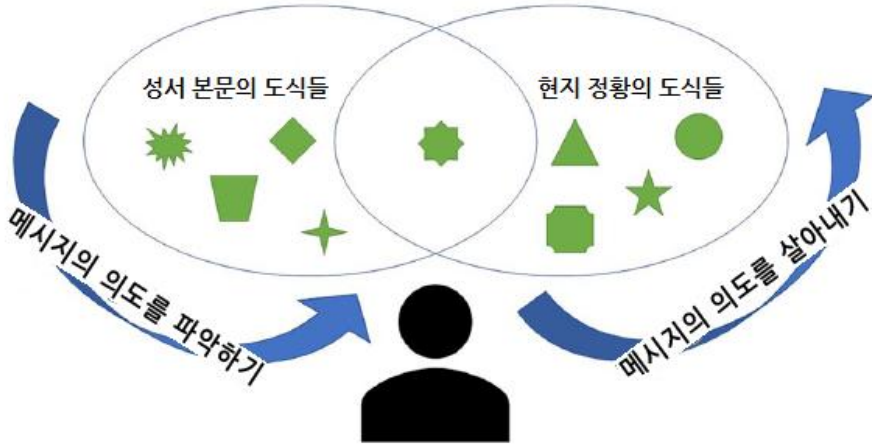 성서 본문의 도식들
현지 정황의 도식들
메시지의 의도를 파악하기
메시지의 의도를 살아내기